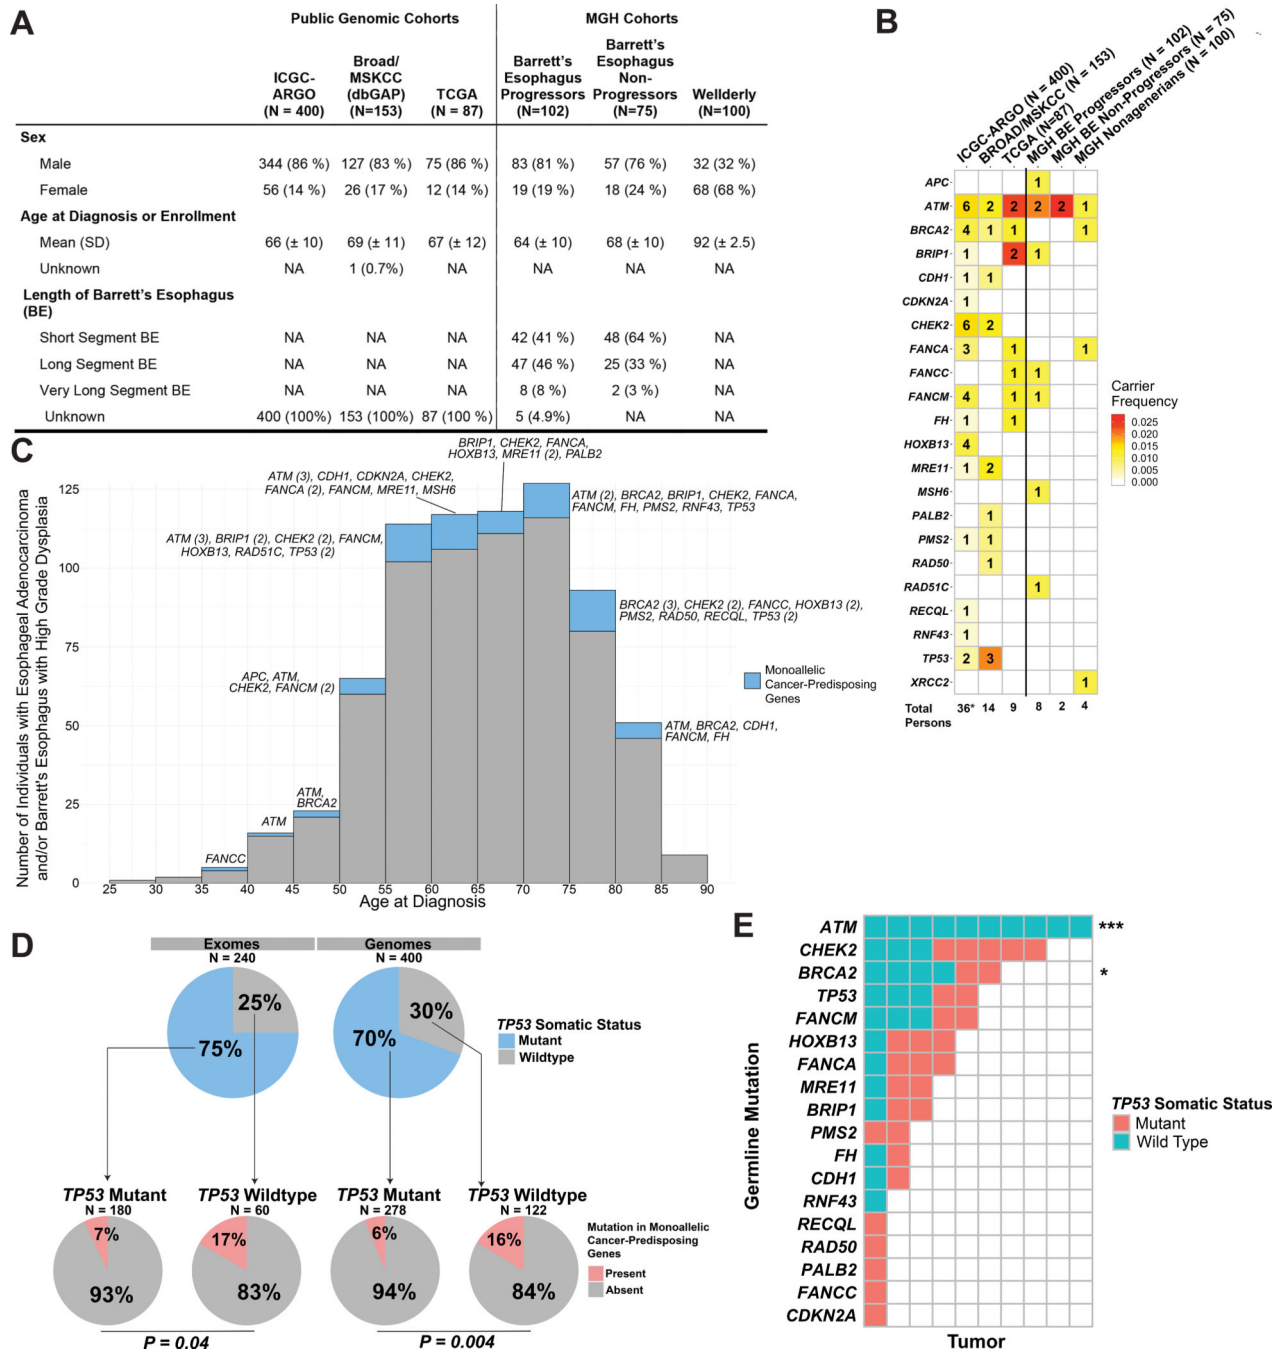 A
Public Genomic Cohorts
MGH Cohorts
ICGC-ARGO (N = 400)
Broad/MSKCC (dbGAP) (N=153)
TCGA (N = 87)
Barrett's Esophagus Progressors (N=102)
Barrett's Esophagus Non-Progressors (N=75)
Wellderly (N=100)
Sex
Male 344 (86 %) 127 (83 %) 75 (86 %) 83 (81 %) 57 (76 %) 32 (32 %)
Female 56 (14 %) 26 (17 %) 12 (14 %) 19 (19 %) 18 (24 %) 68 (68 %)
Age at Diagnosis or Enrollment
Mean (SD) 66 (± 10) 69 (± 11) 67 (± 12) 64 (± 10) 68 (± 10) 92 (± 2.5)
Unknown NA 1 (0.7%) NA NA NA NA
Length of Barrett's Esophagus
(BE)
Short Segment BE NA NA NA 42 (41 %) 48 (64 %) NA
Long Segment BE NA NA NA 47 (46 %) 25 (33 %) NA
Very Long Segment BE NA NA NA 8 (8 %) 2 (3 %) NA
Unknown 400 (100%) 153 (100%) 87 (100 %) 5 (4.9%) NA NA
B
ICGC-ARGO (N = 400)
BROAD/MSKCC (N = 153)
TCGA (N=87)
MGH BE Progressors (N = 102)
MGH BE Non-Progressors (N = 75)
MGH Nonagenerians (N = 100)
APC 1
ATM 6 2 2 2 2 1
BRCA2 4 1 1 1
BRIP1 1 2 1
CDH1 1 1
CDKN2A 1
CHEK2 6 2
FANCA 3 1 1
FANCC 1 1
FANCM 4 1 1
FH 1 1
HOXB13 4
MRE11 1 2
MSH6 1
PALB2 1
PMS2 1 1
RAD50 1
RAD51C 1
RECQL 1
RNF43 1
TP53 2 3
XRCC2 1
Total
Persons
36* 14 9 8 2 4
Carrier
Frequency
0.025
0.020
0.015
0.010
0.005
0.000
C
Number of Individuals with Esophageal Adenocarcinoma
and/or Barrett's Esophagus with High Grade Dysplasia
125
100
75
50
25
0
FANCC
ATM
ATM,
BRCA2
APC, ATM,
CHEK2, FANCM (2)
ATM (3), BRIP1 (2), CHEK2 (2), FANCM,
HOXB13, RAD51C, TP53 (2)
ATM (3), CDH1, CDKN2A, CHEK2,
FANCA (2), FANCM, MRE11, MSH6
BRIP1, CHEK2, FANCA,
HOXB13, MRE11 (2), PALB2
ATM (2), BRCA2, BRIP1, CHEK2, FANCA,
FANCM, FH, PMS2, RNF43, TP53
BRCA2 (3), CHEK2 (2), FANCC, HOXB13 (2),
PMS2, RAD50, RECQL, TP53 (2)
ATM, BRCA2, CDH1,
FANCM, FH
Monoallelic
Cancer-Predisposing
Genes
25 30 35 40 45 50 55 60 65 70 75 80 85 90
Age at Diagnosis
D
Exomes
N = 240
Genomes
N = 400
25%
75%
30%
70%
TP53 Somatic Status
Mutant
Wildtype
TP53 Mutant
N = 180
TP53 Wildtype
N = 60
TP53 Mutant
N = 278
TP53 Wildtype
N = 122
7%
93%
17%
83%
6%
94%
16%
84%
Mutation in Monoallelic
Cancer-Predisposing
Genes
Present
Absent
P = 0.04
P = 0.004
E
Germline Mutation
ATM ***
CHEK2
BRCA2 *
TP53
FANCM
HOXB13
FANCA
MRE11
BRIP1
PMS2
FH
CDH1
RNF43
RECQL
RAD50
PALB2
FANCC
CDKN2A
Tumor
TP53 Somatic Status
Mutant
Wild Type